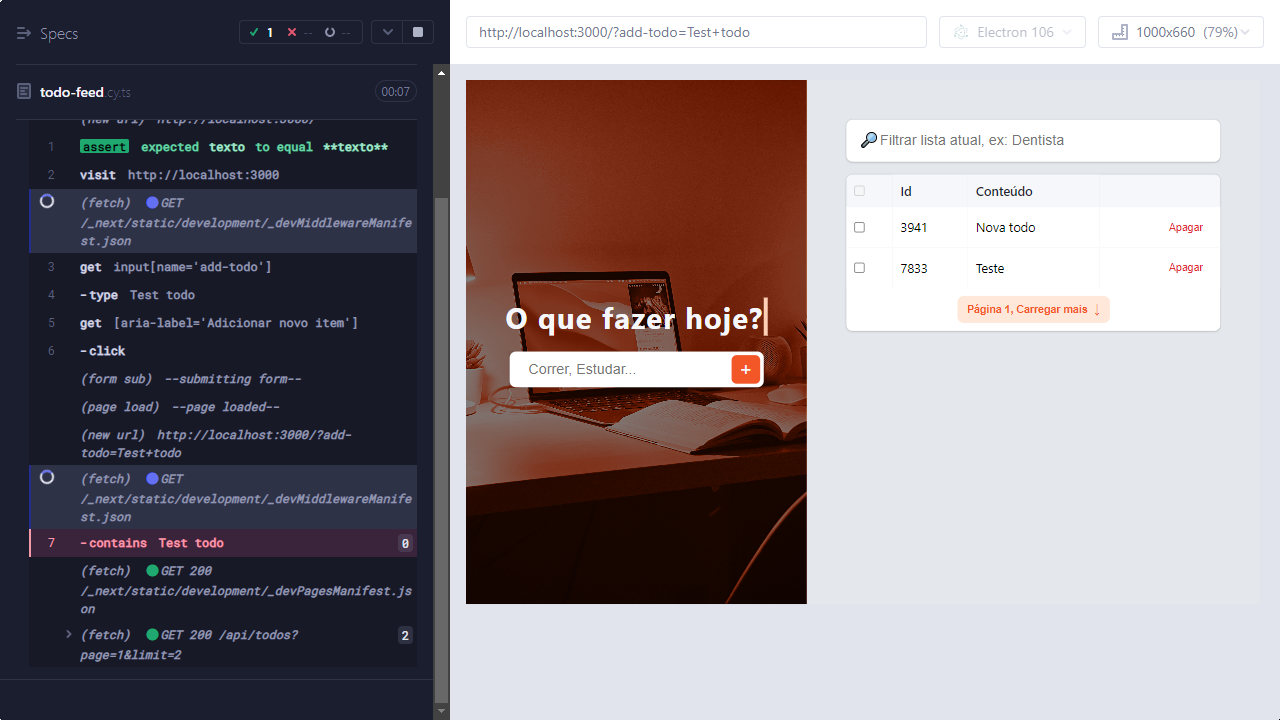 Specs
1
--
--
http://localhost:3000/?add-todo=Test+todo
Electron 106
1000x660 (79%)
todo-feed.cy.ts
00:07
(new url) http://localhost:3000/
1 assert expected texto to equal **texto**
2 visit http://localhost:3000
(fetch) GET
/_next/static/development/_devMiddlewareManife
st.json
3 get input[name='add-todo']
4 -type Test todo
5 get [aria-label='Adicionar novo item']
6 -click
(form sub) --submitting form--
(page load) --page loaded--
(new url) http://localhost:3000/?add-
todo=Test+todo
(fetch) GET
/_next/static/development/_devMiddlewareManife
st.json
7 -contains Test todo 0
(fetch) GET 200
/_next/static/development/_devPagesManifest.js
on
(fetch) GET 200 /api/todos? 2
page=1&limit=2
O que fazer hoje?
Correr, Estudar...
+
Filtrar lista atual, ex: Dentista
Id Conteúdo
3941 Nova todo Apagar
7833 Teste Apagar
Página 1, Carregar mais ↓